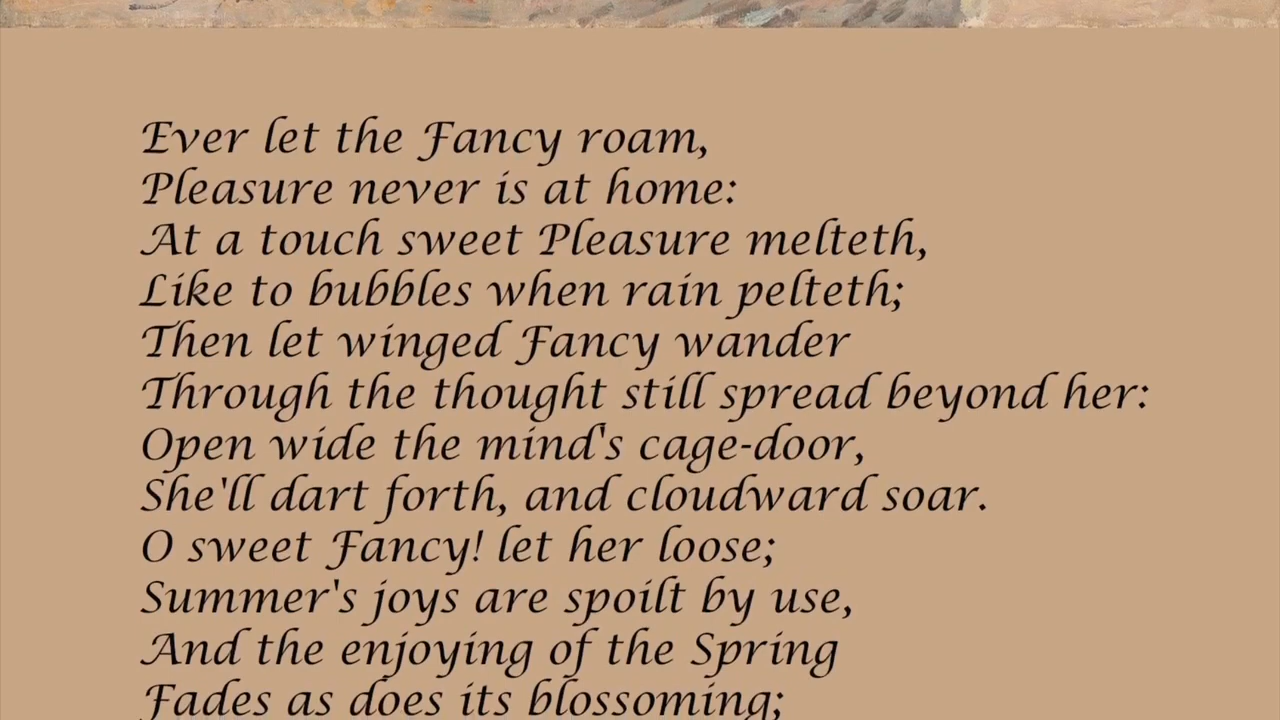 Ever let the Fancy roam,
Pleasure never is at home:
At a touch sweet Pleasure melteth,
Like to bubbles when rain pelteth;
Then let winged Fancy wander
Through the thought still spread beyond her:
Open wide the mind's cage-door,
She'll dart forth, and cloudward soar.
O sweet Fancy! let her loose;
Summer's joys are spoilt by use,
And the enjoying of the Spring
Fades as does its blossoming;